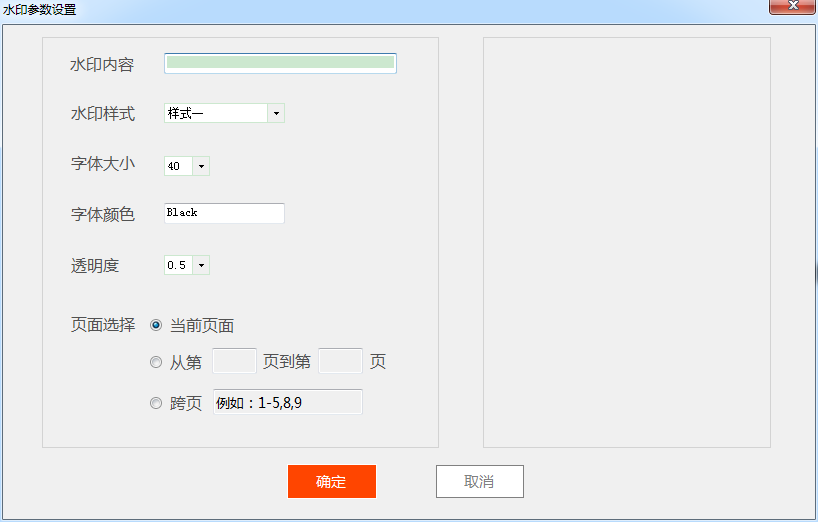 水印参数设置
水印内容
水印样式 样式一
字体大小 40
字体颜色 Black
透明度 0.5
页面选择 当前页面
从第 页到第 页
跨页 例如：1-5,8,9
确定 取消